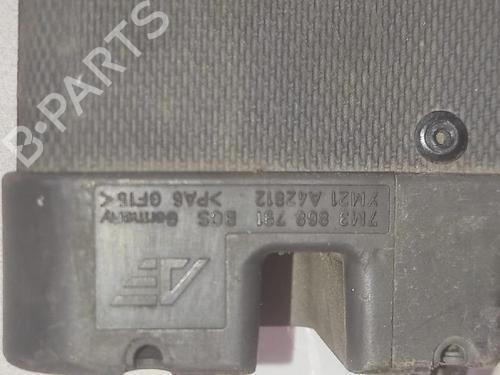 B-PARTS
7M3 868 791 ECS Germany
YM21 A42812 >PA6 GF15<